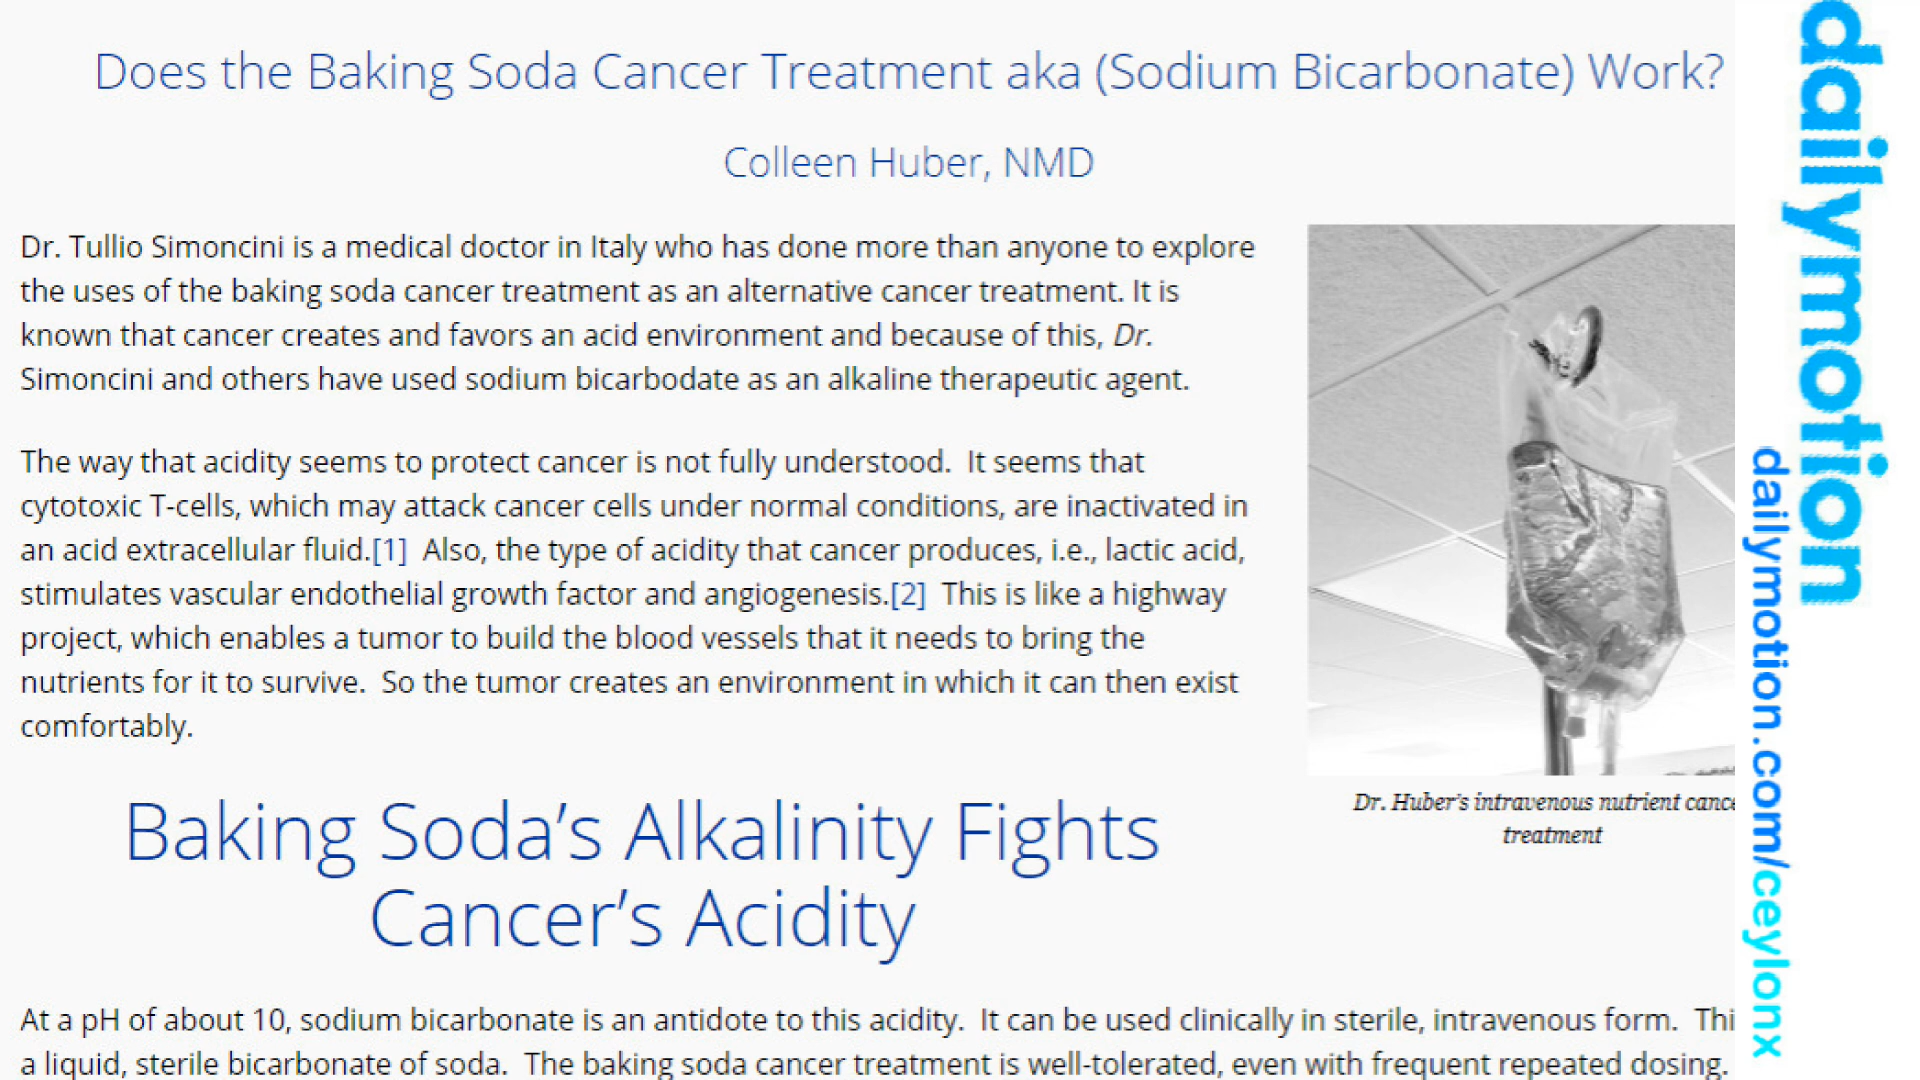 Does the Baking Soda Cancer Treatment aka (Sodium Bicarbonate) Work?
Colleen Huber, NMD
Dr. Tullio Simoncini is a medical doctor in Italy who has done more than anyone to explore
the uses of the baking soda cancer treatment as an alternative cancer treatment. It is
known that cancer creates and favors an acid environment and because of this, Dr.
Simoncini and others have used sodium bicarbodate as an alkaline therapeutic agent.
The way that acidity seems to protect cancer is not fully understood.  It seems that
cytotoxic T-cells, which may attack cancer cells under normal conditions, are inactivated in
an acid extracellular fluid.[1]  Also, the type of acidity that cancer produces, i.e., lactic acid,
stimulates vascular endothelial growth factor and angiogenesis.[2]  This is like a highway
project, which enables a tumor to build the blood vessels that it needs to bring the
nutrients for it to survive.  So the tumor creates an environment in which it can then exist
comfortably.
Dr. Huber's intravenous nutrient cance
treatment
Baking Soda's Alkalinity Fights
Cancer's Acidity
At a pH of about 10, sodium bicarbonate is an antidote to this acidity.  It can be used clinically in sterile, intravenous form.  Thi
a liquid, sterile bicarbonate of soda.  The baking soda cancer treatment is well-tolerated, even with frequent repeated dosing.
dailymotion
dailymotion.com/ceylonx